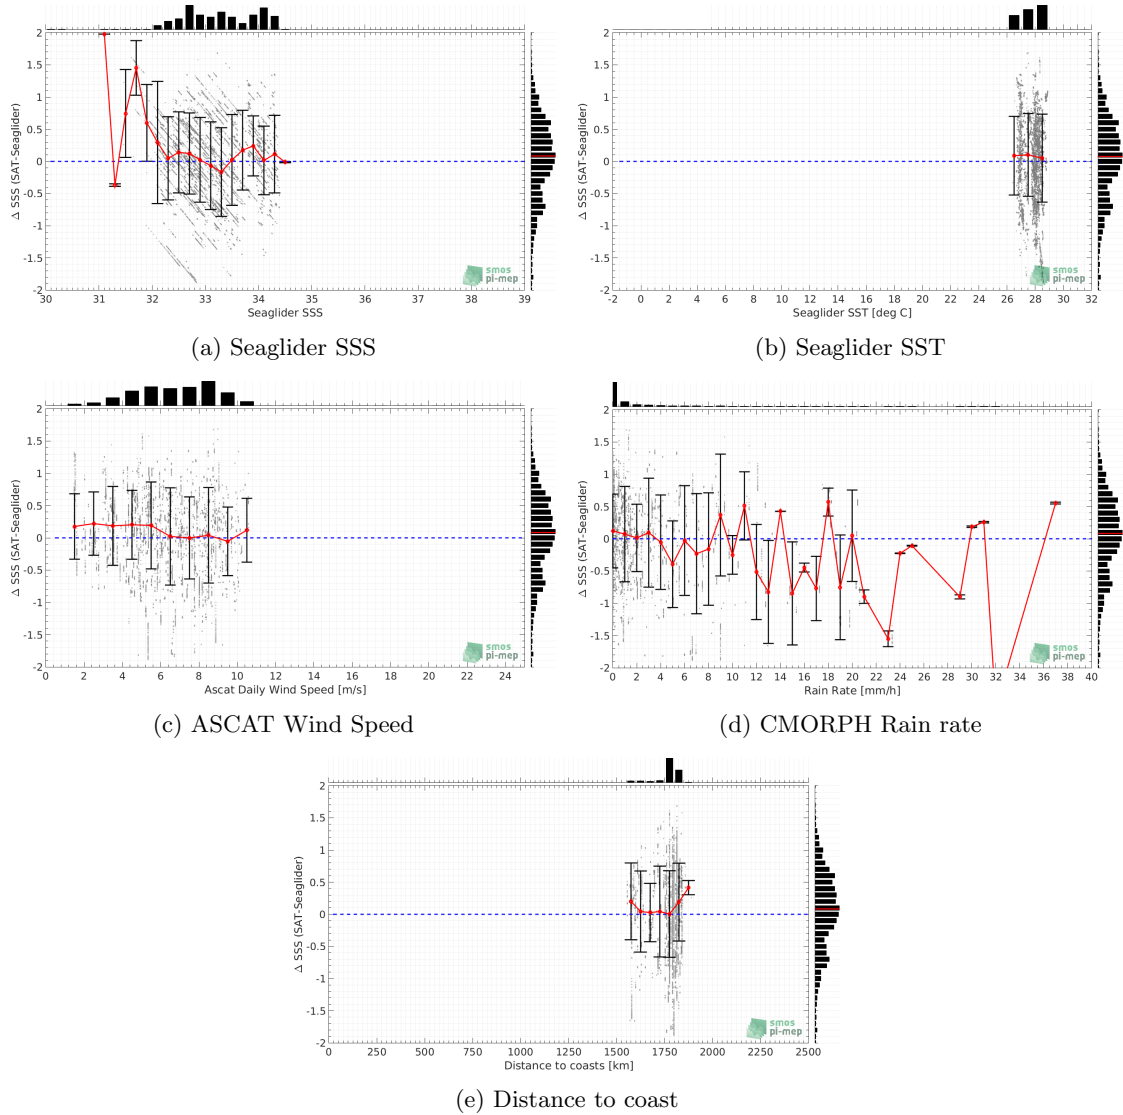 2
1.5
1
0.5
0
-0.5
-1
-1.5
-2
Δ SSS (SAT-Seaglider)
smos
pi-mep
30 31 32 33 34 35 36 37 38 39
Seaglider SSS
(a) Seaglider SSS
2
1.5
1
0.5
0
-0.5
-1
-1.5
-2
Δ SSS (SAT-Seaglider)
smos
pi-mep
-2 0 2 4 6 8 10 12 14 16 18 20 22 24 26 28 30 32
Seaglider SST [deg C]
(b) Seaglider SST
2
1.5
1
0.5
0
-0.5
-1
-1.5
-2
Δ SSS (SAT-Seaglider)
smos
pi-mep
0 2 4 6 8 10 12 14 16 18 20 22 24
Ascat Daily Wind Speed [m/s]
(c) ASCAT Wind Speed
2
1.5
1
0.5
0
-0.5
-1
-1.5
-2
Δ SSS (SAT-Seaglider)
smos
pi-mep
0 2 4 6 8 10 12 14 16 18 20 22 24 26 28 30 32 34 36 38 40
Rain Rate [mm/h]
(d) CMORPH Rain rate
2
1.5
1
0.5
0
-0.5
-1
-1.5
-2
Δ SSS (SAT-Seaglider)
smos
pi-mep
0 250 500 750 1000 1250 1500 1750 2000 2250 2500
Distance to coasts [km]
(e) Distance to coast